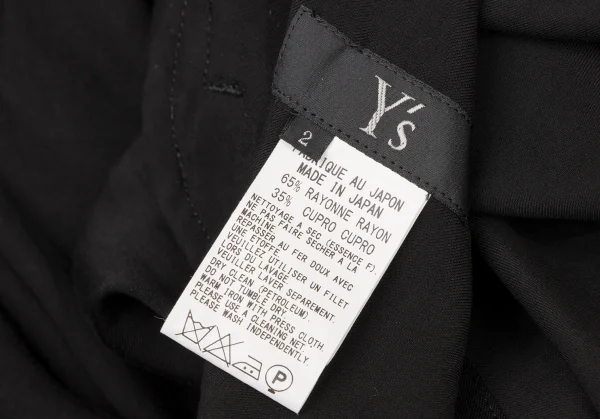 Y's
2
FABRIQUE AU JAPON
MADE IN JAPAN
65% RAYONNE RAYON
35% CUPRO CUPRO
NETTOYAGE A SEC (ESSENCE F).
NE PAS FAIRE SECHER A LA
REPASSER AU FER DOUX AVEC
UNE ETOFFE.
VEUILLEZ UTILISER UN FILET
LORS DU LAVAGE.
VEUILLER LAVER SEPAREMENT.
DRY CLEAN (PETROLEUM).
DO NOT TUMBLE DRY.
WARM IRON WITH PRESS CLOTH.
PLEASE USE A CLEANING NET.
PLEASE WASH INDEPENDENTLY.
P